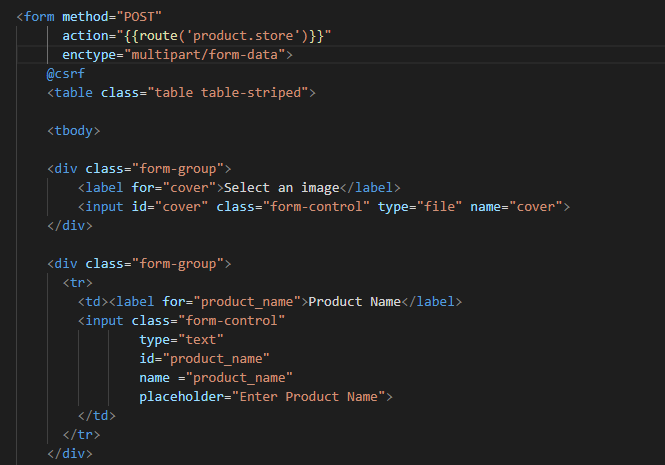 <form method="POST"
      action="{{route('product.store')}}"
      enctype="multipart/form-data">
    @csrf
    <table class="table table-striped">

    <tbody>

    <div class="form-group">
        <label for="cover">Select an image</label>
        <input id="cover" class="form-control" type="file" name="cover">
    </div>

    <div class="form-group">
      <tr>
        <td><label for="product_name">Product Name</label>
        <input class="form-control"
                type="text"
                id="product_name"
                name ="product_name"
                placeholder="Enter Product Name">
        </td>
      </tr>
    </div>